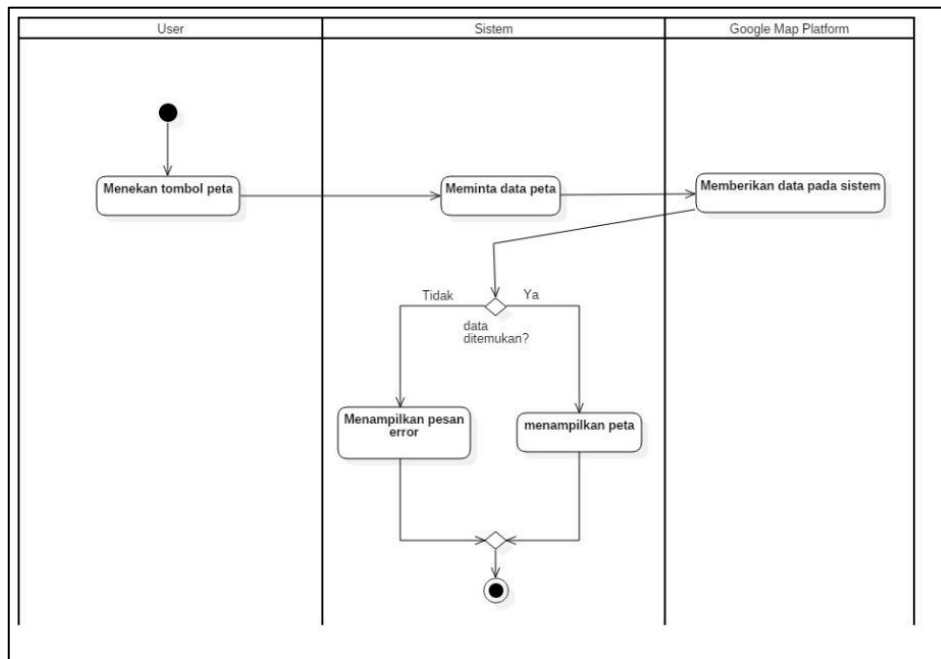 User
Sistem
Google Map Platform
Menekan tombol peta
Meminta data peta
Memberikan data pada sistem
Tidak
Ya
data
ditemukan?
Menampilkan pesan
error
menampilkan peta